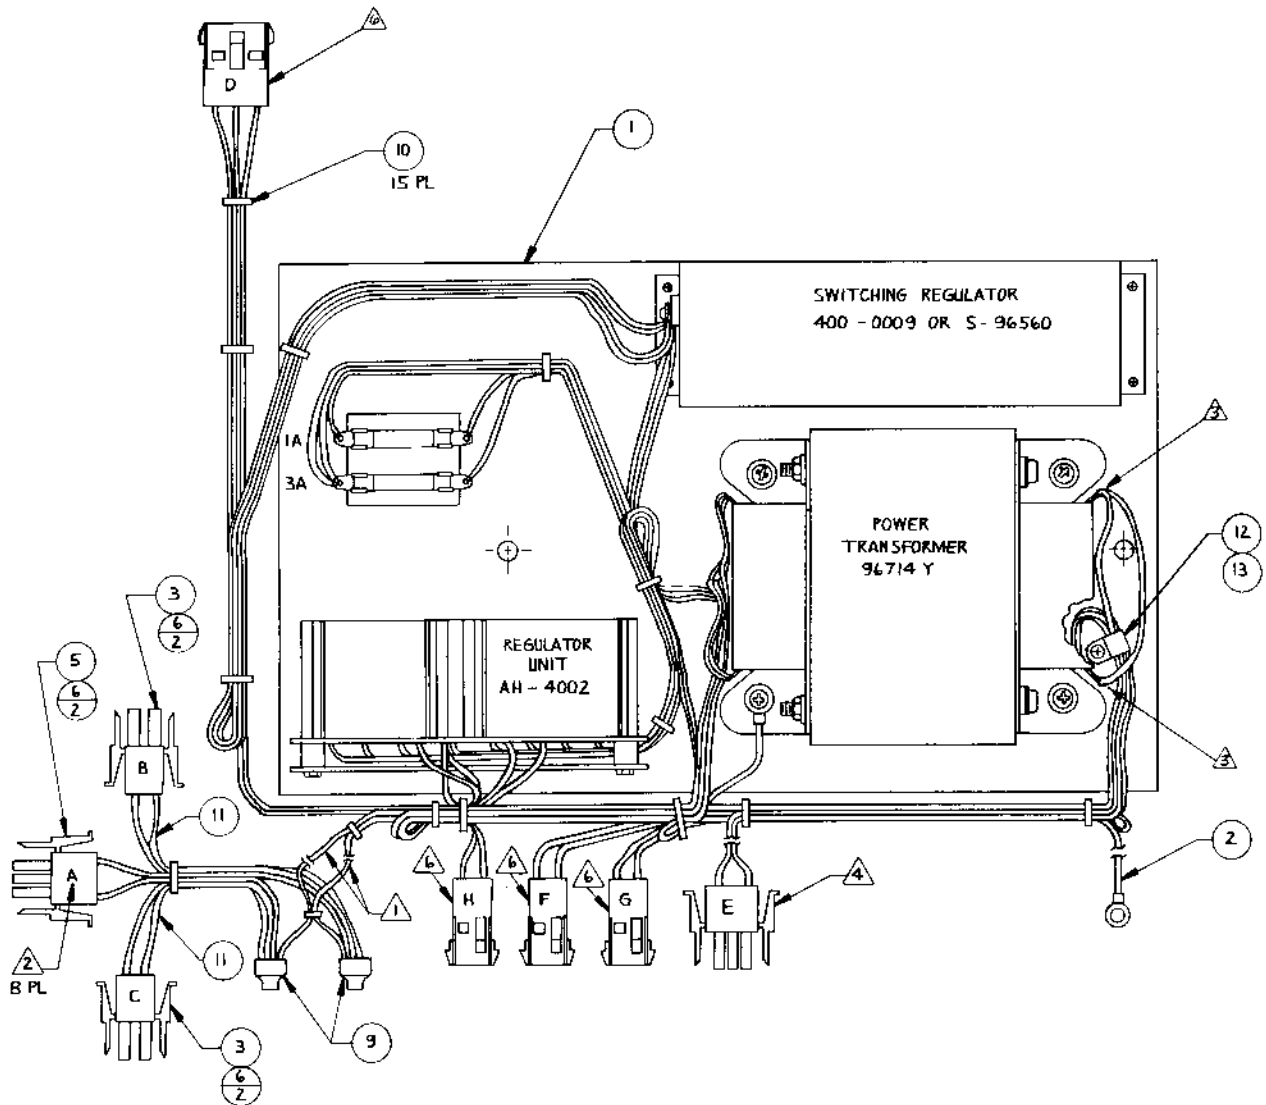 6
D
1
10
15 PL
SWITCHING REGULATOR
400-0009 OR S-96560
3
1A
3A
POWER
TRANSFORMER
96714 Y
12
13
3
6
2
5
6
2
REGULATOR
UNIT
AH-4002
B
3
11
2
A
6
6
6
4
H
F
G
E
1
2
8 PL
11
C
9
3
6
2